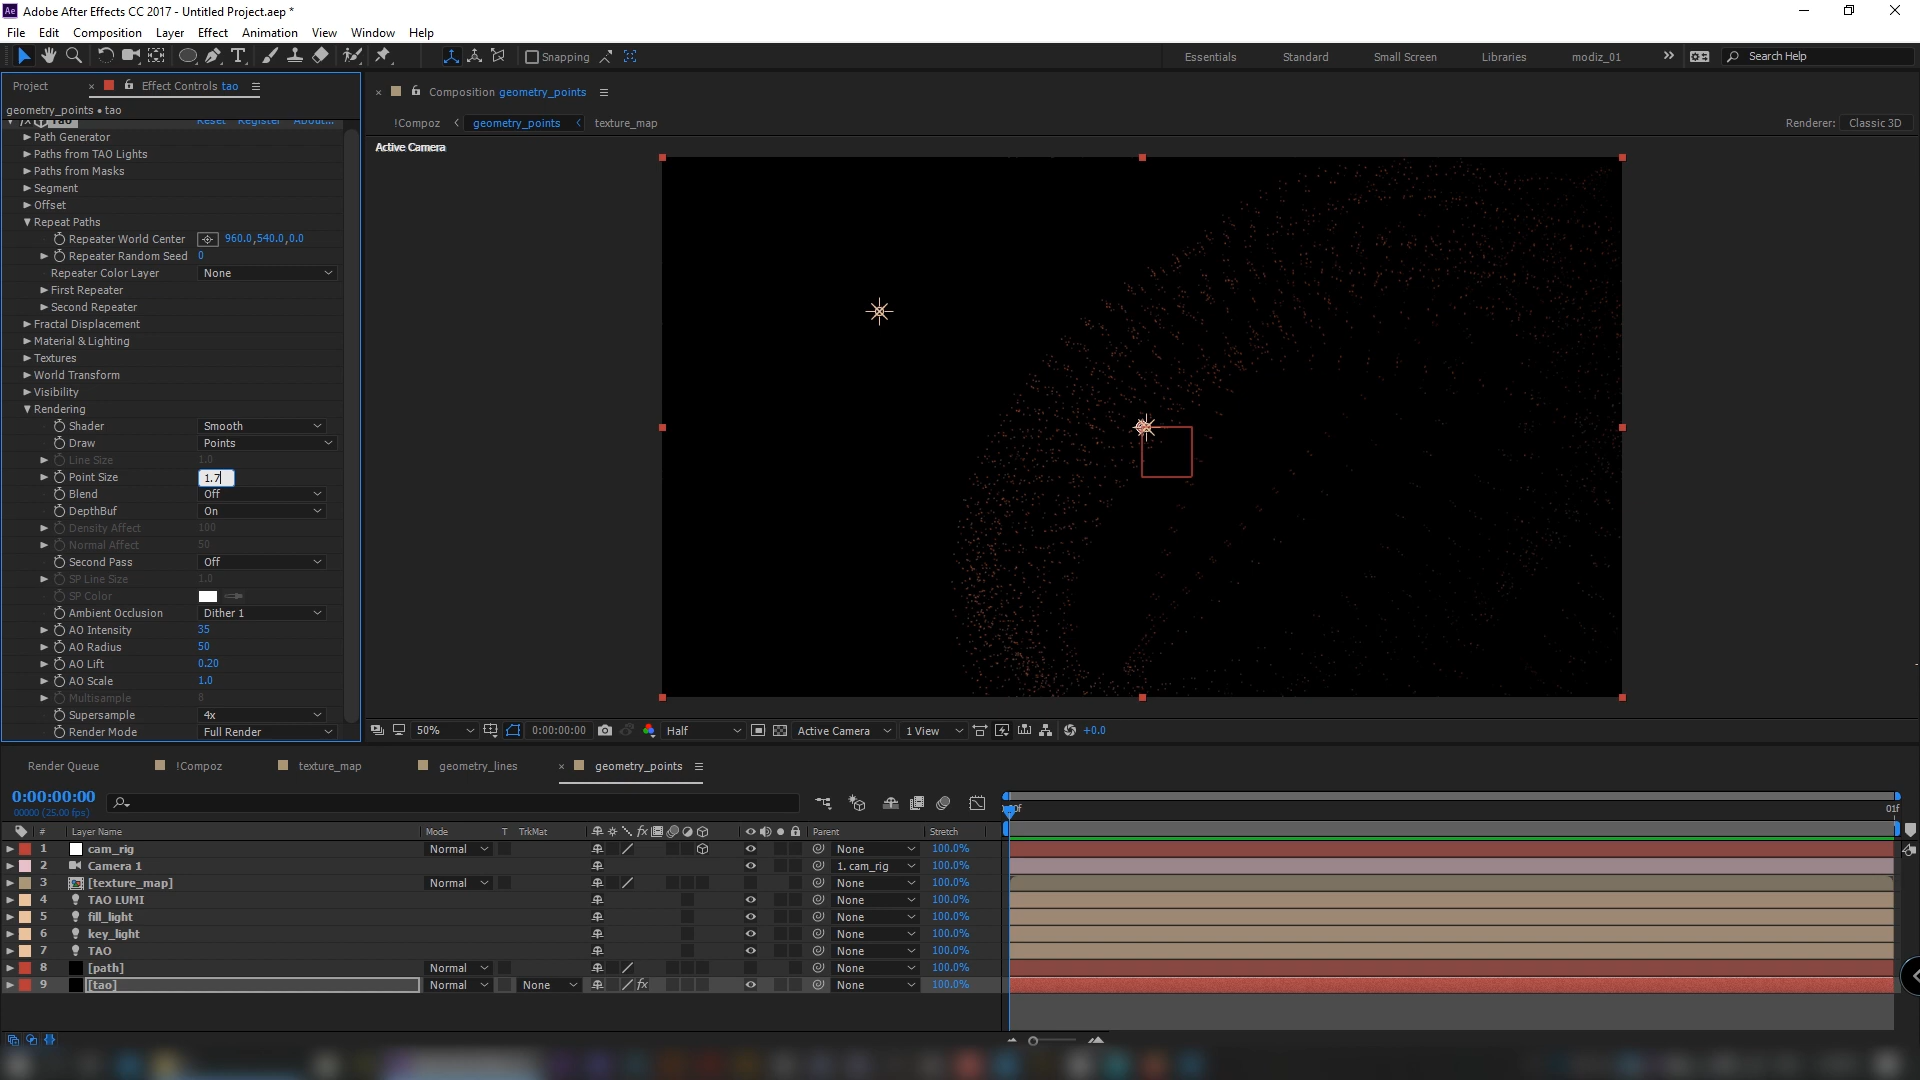 Ae Adobe After Effects CC 2017 - Untitled Project.aep *
File Edit Composition Layer Effect Animation View Window Help
Snapping Essentials Standard Small Screen Libraries modiz_01 Search Help
Project × Effect Controls tao
× Composition geometry_points
geometry_points • tao
!Compoz geometry_points texture_map Renderer: Classic 3D
fx Tao Reset Register About...
Path Generator
Active Camera
Paths from TAO Lights
Paths from Masks
Segment
Offset
Repeat Paths
Repeater World Center 960.0,540.0,0.0
Repeater Random Seed 0
Repeater Color Layer None
First Repeater
Second Repeater
Fractal Displacement
Material & Lighting
Textures
World Transform
Visibility
Rendering
Shader Smooth
Draw Points
Line Size 1.0
Point Size 1.7
Blend Off
DepthBuf On
Density Affect 100
Normal Affect 50
Second Pass Off
SP Line Size 1.0
SP Color
Ambient Occlusion Dither 1
AO Intensity 35
AO Radius 50
AO Lift 0.20
AO Scale 1.0
Multisample 8
Supersample 4x
Render Mode Full Render
50% 0:00:00:00 Half Active Camera 1 View +0.0
Render Queue !Compoz texture_map geometry_lines × geometry_points
0:00:00:00
00000 (25.00 fps)
01f
# Layer Name Mode T TrkMat fx Parent Stretch
1 cam_rig Normal None 100.0%
2 Camera 1 1. cam_rig 100.0%
3 [texture_map] Normal None 100.0%
4 TAO LUMI None 100.0%
5 fill_light None 100.0%
6 key_light None 100.0%
7 TAO None 100.0%
8 [path] Normal None 100.0%
9 [tao] Normal None fx None 100.0%